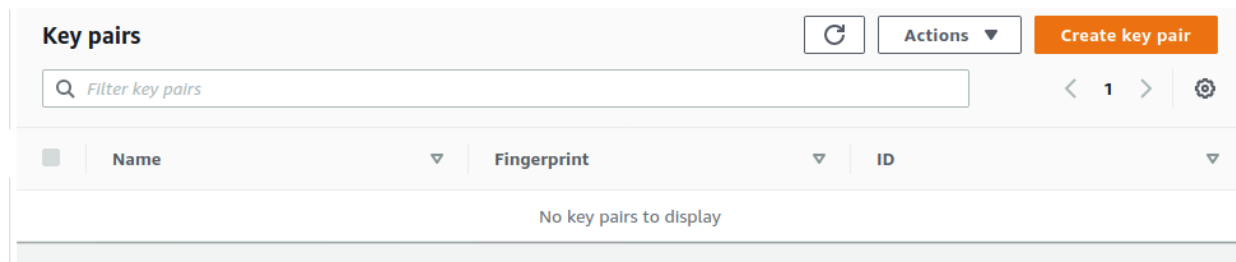 Key pairs
Actions
Create key pair
Filter key pairs
1
Name
Fingerprint
ID
No key pairs to display